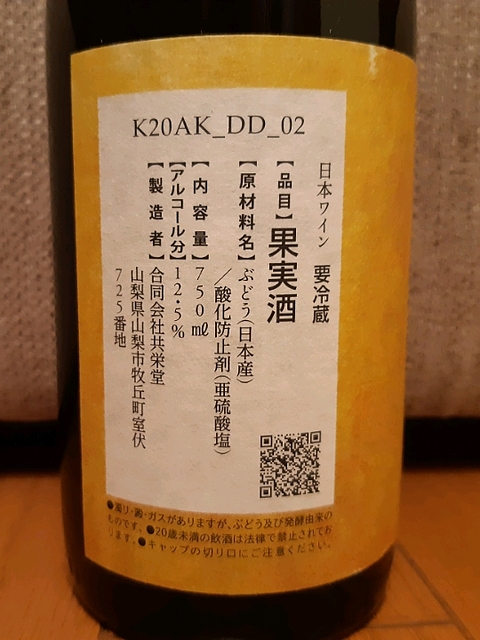 K20AK_DD_02
日本ワイン 要冷蔵
【品目】果実酒
【原材料名】ぶどう(日本産)
／酸化防止剤(亜硫酸塩)
【内容量】750㎖
【アルコール分】12.5%
【製造者】合同会社共栄堂
山梨県山梨市牧丘町室伏
725番地
●濁り・澱・ガスがありますが、ぶどう及び発酵由来の
ものです。●20歳未満の飲酒は法律で禁止されてお
ります。●キャップの切り口にご注意ください。